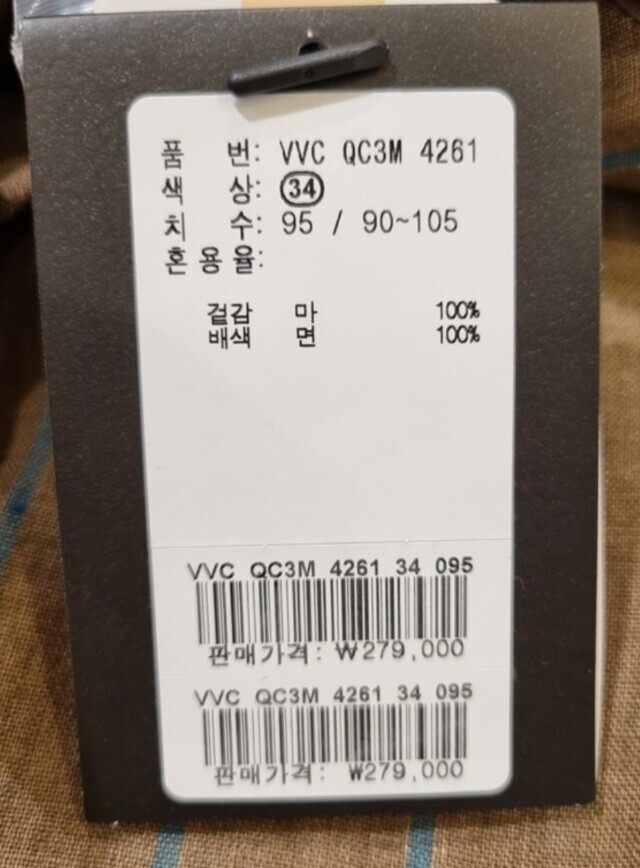 품 번: VVC QC3M 4261
색 상: 34
치 수: 95 / 90~105
혼 용 율:
겉감 마 100%
배색 면 100%
VVC QC3M 4261 34 095
판매가격: ₩279,000
VVC QC3M 4261 34 095
판매가격: ₩279,000